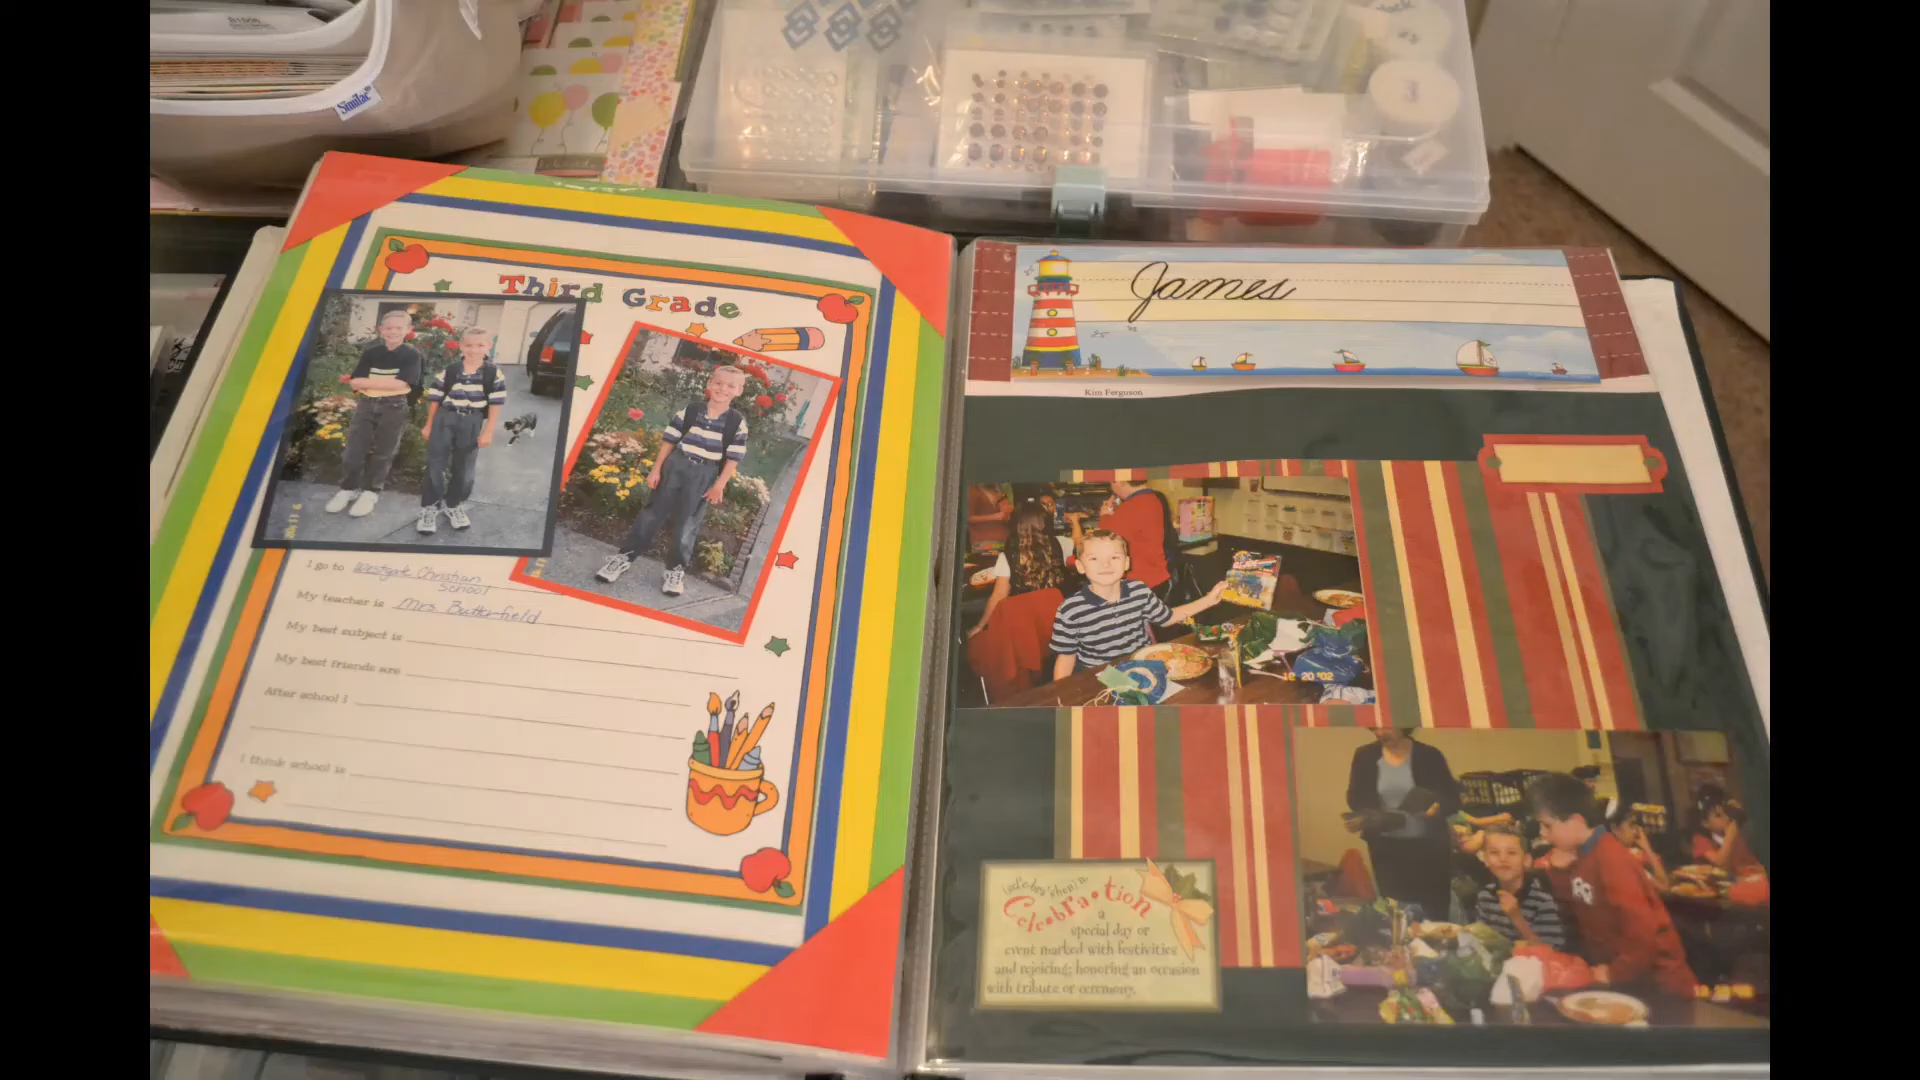 Similac
Third Grade
I go to Westgate Christian
School
My teacher is Mrs. Butterfield
My best subject is
My best friends are
After school I
I think school is
James
Kim Ferguson
12 20 '02
Cele•bra•tion
a
special day or
event marked with festivities
and rejoicing; honoring an occasion
with tribute or ceremony.